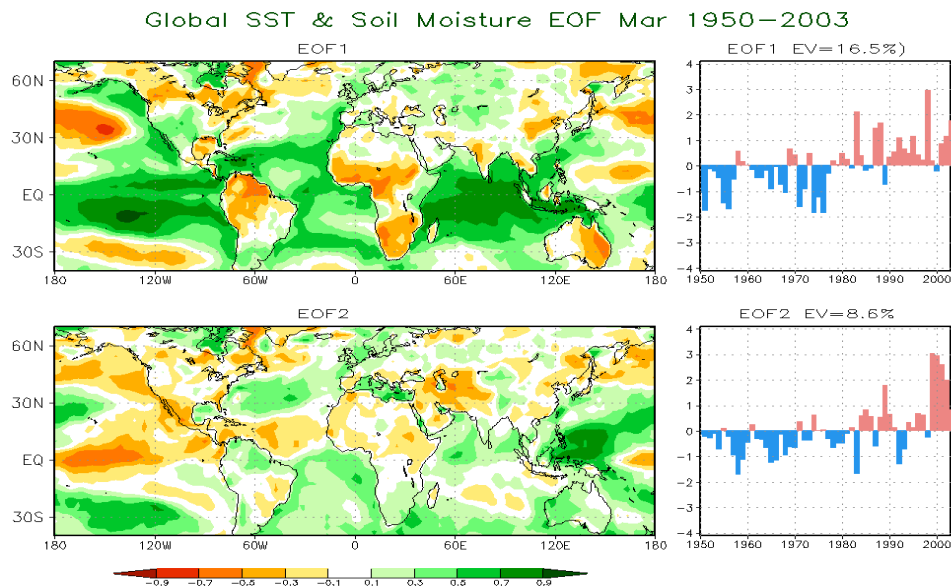 Global SST & Soil Moisture EOF Mar 1950-2003
EOF1
EOF1 EV=16.5%)
60N
30N
EQ
30S
180 120W 60W 0 60E 120E 180
4
3
2
1
0
-1
-2
-3
-4
1950 1960 1970 1980 1990 2000
EOF2
EOF2 EV=8.6%
60N
30N
EQ
30S
180 120W 60W 0 60E 120E 180
4
3
2
1
0
-1
-2
-3
-4
1950 1960 1970 1980 1990 2000
-0.9 -0.7 -0.5 -0.3 -0.1 0.1 0.3 0.5 0.7 0.9